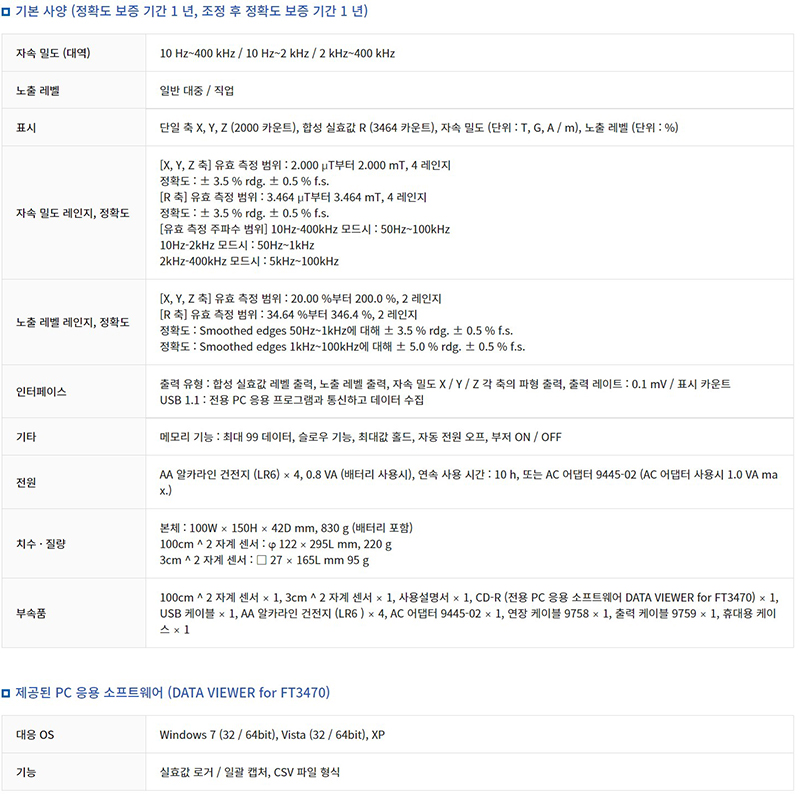 기본 사양 (정확도 보증 기간 1 년, 조정 후 정확도 보증 기간 1 년)
자속 밀도 (대역)
10 Hz~400 kHz / 10 Hz~2 kHz / 2 kHz~400 kHz
노출 레벨
일반 대중 / 직업
표시
단일 축 X, Y, Z (2000 카운트), 합성 실효값 R (3464 카운트), 자속 밀도 (단위 : T, G, A / m), 노출 레벨 (단위 : %)
자속 밀도 레인지, 정확도
[X, Y, Z 축] 유효 측정 범위 : 2.000 μT부터 2.000 mT, 4 레인지
정확도 : ± 3.5 % rdg. ± 0.5 % f.s.
[R 축] 유효 측정 범위 : 3.464 μT부터 3.464 mT, 4 레인지
정확도 : ± 3.5 % rdg. ± 0.5 % f.s.
[유효 측정 주파수 범위] 10Hz-400kHz 모드시 : 50Hz~100kHz
10Hz-2kHz 모드시 : 50Hz~1kHz
2kHz-400kHz 모드시 : 5kHz~100kHz
노출 레벨 레인지, 정확도
[X, Y, Z 축] 유효 측정 범위 : 20.00 %부터 200.0 %, 2 레인지
[R 축] 유효 측정 범위 : 34.64 %부터 346.4 %, 2 레인지
정확도 : Smoothed edges 50Hz~1kHz에 대해 ± 3.5 % rdg. ± 0.5 % f.s.
정확도 : Smoothed edges 1kHz~100kHz에 대해 ± 5.0 % rdg. ± 0.5 % f.s.
인터페이스
출력 유형 : 합성 실효값 레벨 출력, 노출 레벨 출력, 자속 밀도 X / Y / Z 각 축의 파형 출력, 출력 레이트 : 0.1 mV / 표시 카운트
USB 1.1 : 전용 PC 응용 프로그램과 통신하고 데이터 수집
기타
메모리 기능 : 최대 99 데이터, 슬로우 기능, 최대값 홀드, 자동 전원 오프, 부저 ON / OFF
전원
AA 알카라인 건전지 (LR6) × 4, 0.8 VA (배터리 사용시), 연속 사용 시간 : 10 h, 또는 AC 어댑터 9445-02 (AC 어댑터 사용시 1.0 VA ma
x.)
치수 · 질량
본체 : 100W × 150H × 42D mm, 830 g (배터리 포함)
100cm ^ 2 자계 센서 : φ 122 × 295L mm, 220 g
3cm ^ 2 자계 센서 : □ 27 × 165L mm 95 g
부속품
100cm ^ 2 자계 센서 × 1, 3cm ^ 2 자계 센서 × 1, 사용설명서 × 1, CD-R (전용 PC 응용 소프트웨어 DATA VIEWER for FT3470) × 1,
USB 케이블 × 1, AA 알카라인 건전지 (LR6 ) × 4, AC 어댑터 9445-02 × 1, 연장 케이블 9758 × 1, 출력 케이블 9759 × 1, 휴대용 케이
스 × 1
제공된 PC 응용 소프트웨어 (DATA VIEWER for FT3470)
대응 OS
Windows 7 (32 / 64bit), Vista (32 / 64bit), XP
기능
실효값 로거 / 일괄 캡처, CSV 파일 형식